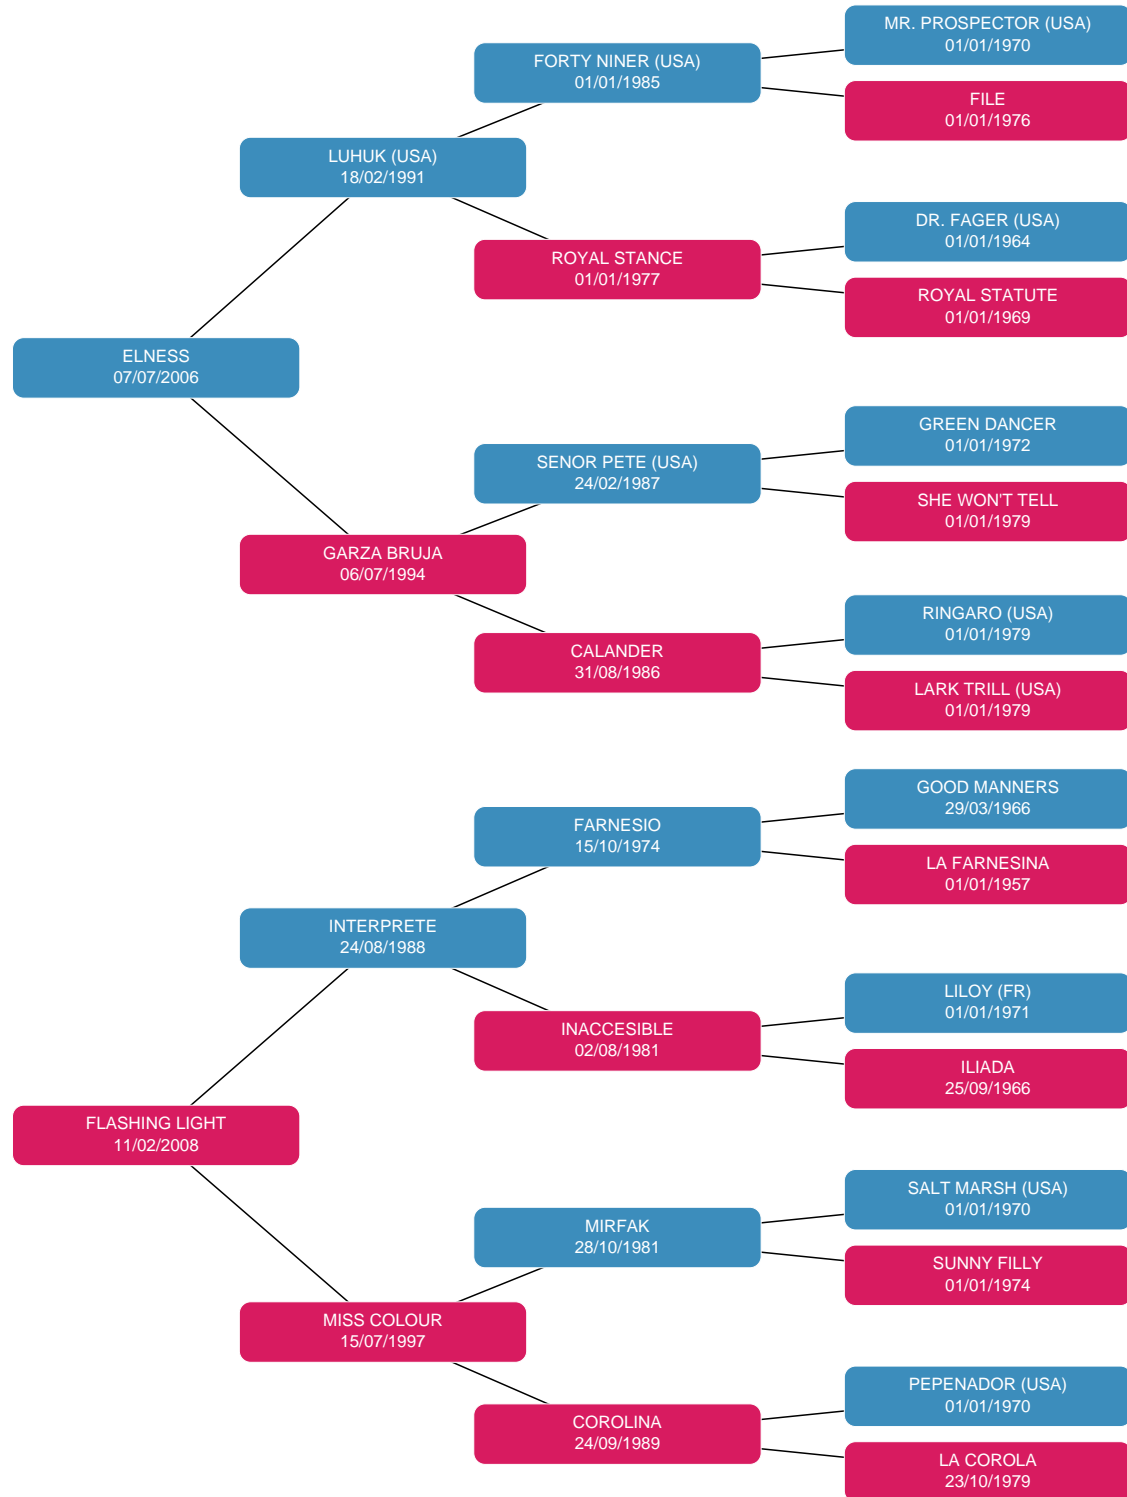 MR. PROSPECTOR (USA)
01/01/1970
FORTY NINER (USA)
01/01/1985
FILE
01/01/1976
LUHUK (USA)
18/02/1991
DR. FAGER (USA)
01/01/1964
ROYAL STANCE
01/01/1977
ROYAL STATUTE
01/01/1969
ELNESS
07/07/2006
GREEN DANCER
01/01/1972
SENOR PETE (USA)
24/02/1987
SHE WON'T TELL
01/01/1979
GARZA BRUJA
06/07/1994
RINGARO (USA)
01/01/1979
CALANDER
31/08/1986
LARK TRILL (USA)
01/01/1979
GOOD MANNERS
29/03/1966
FARNESIO
15/10/1974
LA FARNESINA
01/01/1957
INTERPRETE
24/08/1988
LILOY (FR)
01/01/1971
INACCESIBLE
02/08/1981
ILIADA
25/09/1966
FLASHING LIGHT
11/02/2008
SALT MARSH (USA)
01/01/1970
MIRFAK
28/10/1981
SUNNY FILLY
01/01/1974
MISS COLOUR
15/07/1997
PEPENADOR (USA)
01/01/1970
COROLINA
24/09/1989
LA COROLA
23/10/1979